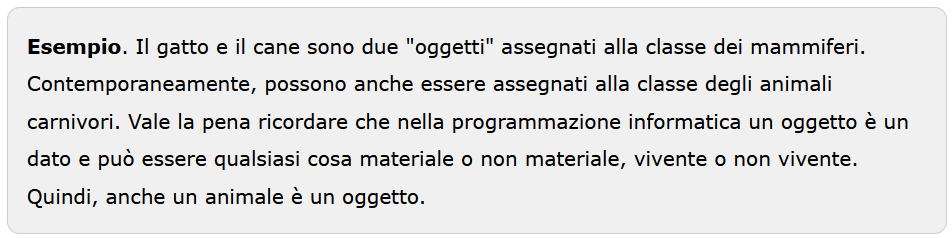 Esempio. Il gatto e il cane sono due "oggetti" assegnati alla classe dei mammiferi.
Contemporaneamente, possono anche essere assegnati alla classe degli animali
carnivori. Vale la pena ricordare che nella programmazione informatica un oggetto è un
dato e può essere qualsiasi cosa materiale o non materiale, vivente o non vivente.
Quindi, anche un animale è un oggetto.